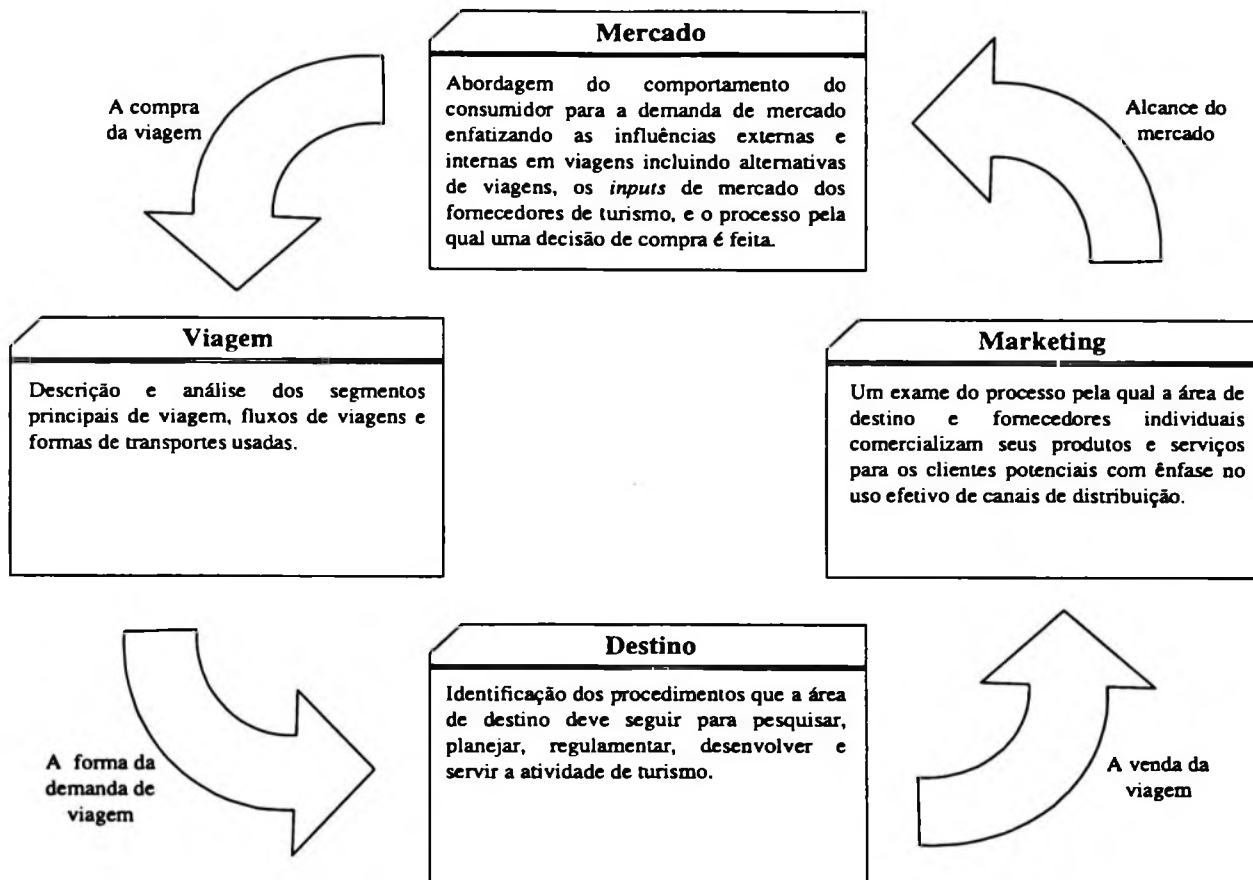 Mercado
Abordagem do comportamento do
consumidor para a demanda de mercado
enfatizando as influências externas e
internas em viagens incluindo alternativas
de viagens, os inputs de mercado dos
fornecedores de turismo, e o processo pela
qual uma decisão de compra é feita.
A compra
da viagem
Alcance do
mercado
Viagem
Descrição e análise dos segmentos
principais de viagem, fluxos de viagens e
formas de transportes usadas.
Marketing
Um exame do processo pela qual a área de
destino e fornecedores individuais
comercializam seus produtos e serviços
para os clientes potenciais com ênfase no
uso efetivo de canais de distribuição.
Destino
Identificação dos procedimentos que a área
de destino deve seguir para pesquisar,
planejar, regulamentar, desenvolver e
servir a atividade de turismo.
A forma da
demanda de
viagem
A venda da
viagem